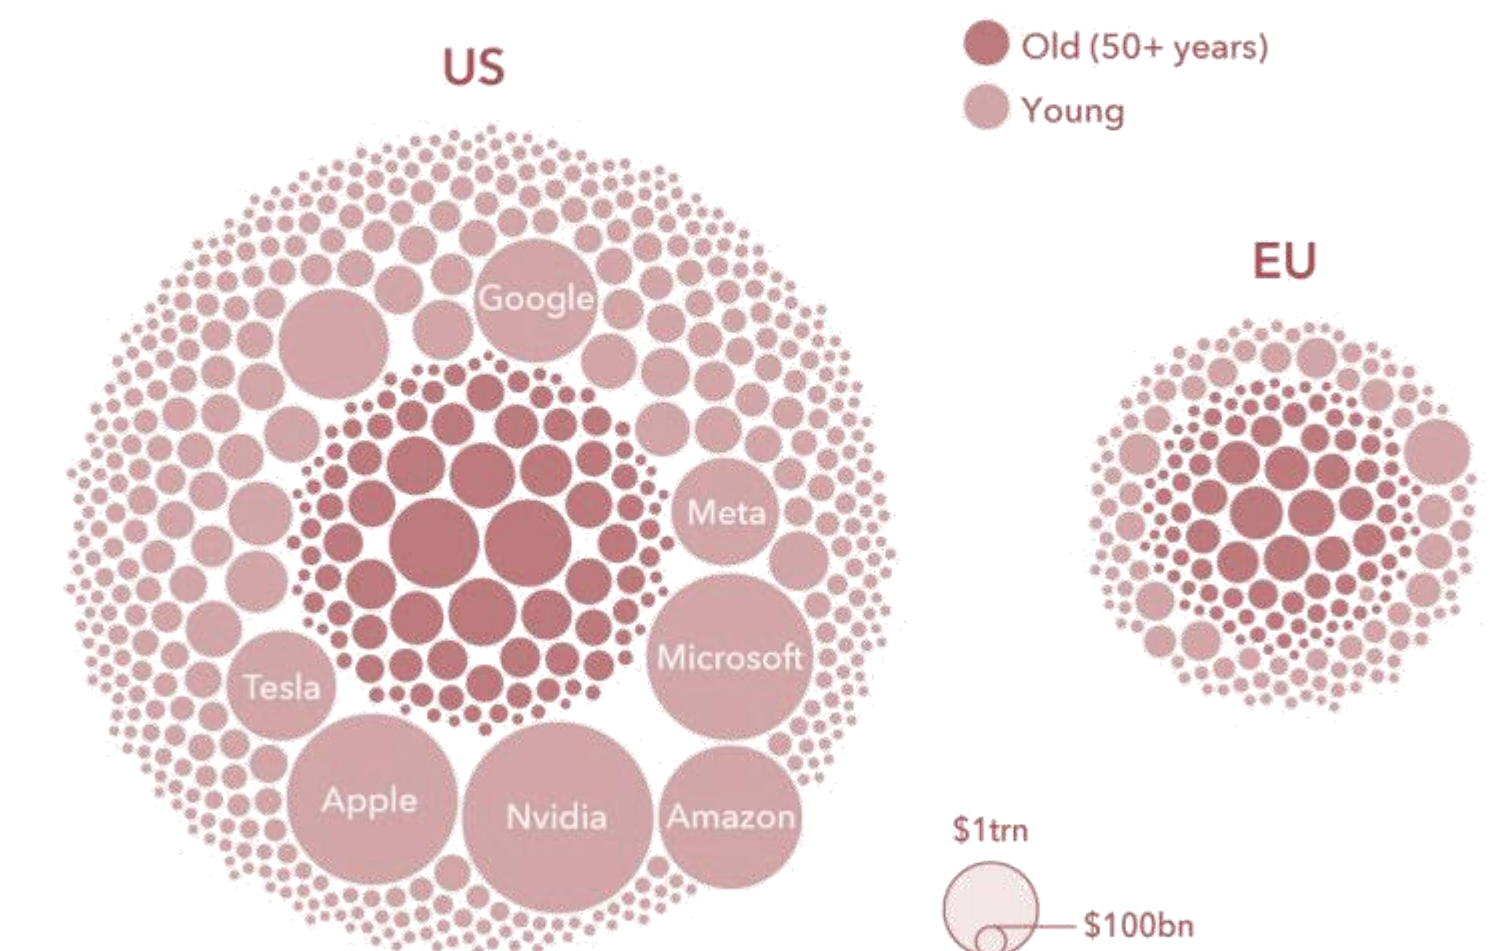 US
Old (50+ years)
Young
EU
Google
Meta
Microsoft
Tesla
Apple
Nvidia
Amazon
$1trn
$100bn